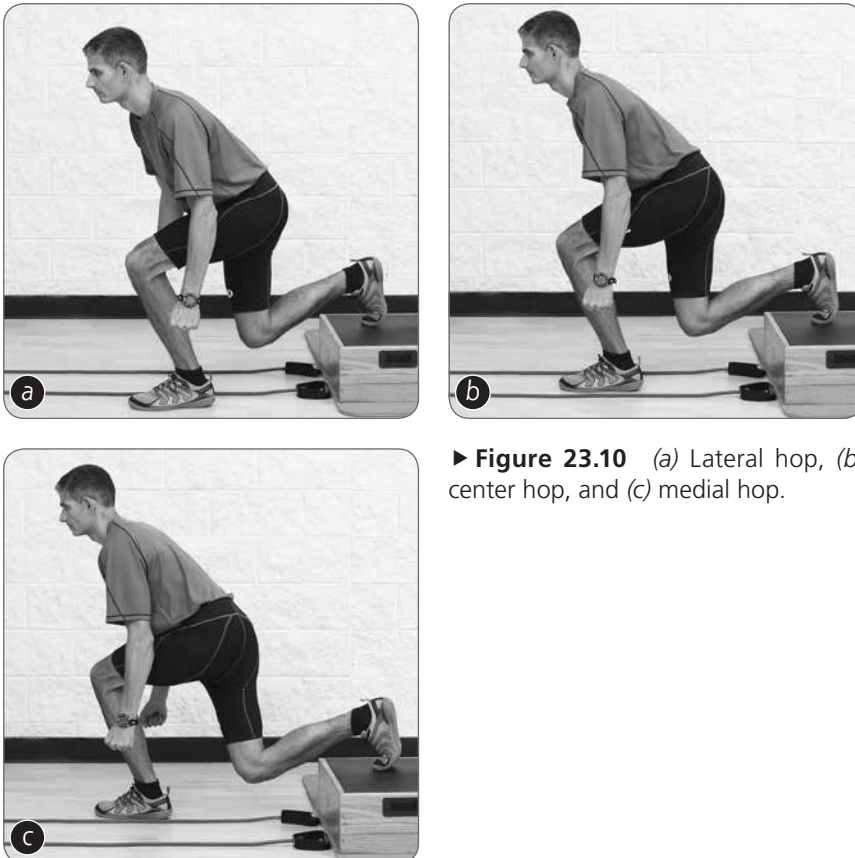 a
b
▶ Figure 23.10 (a) Lateral hop, (b
center hop, and (c) medial hop.
c